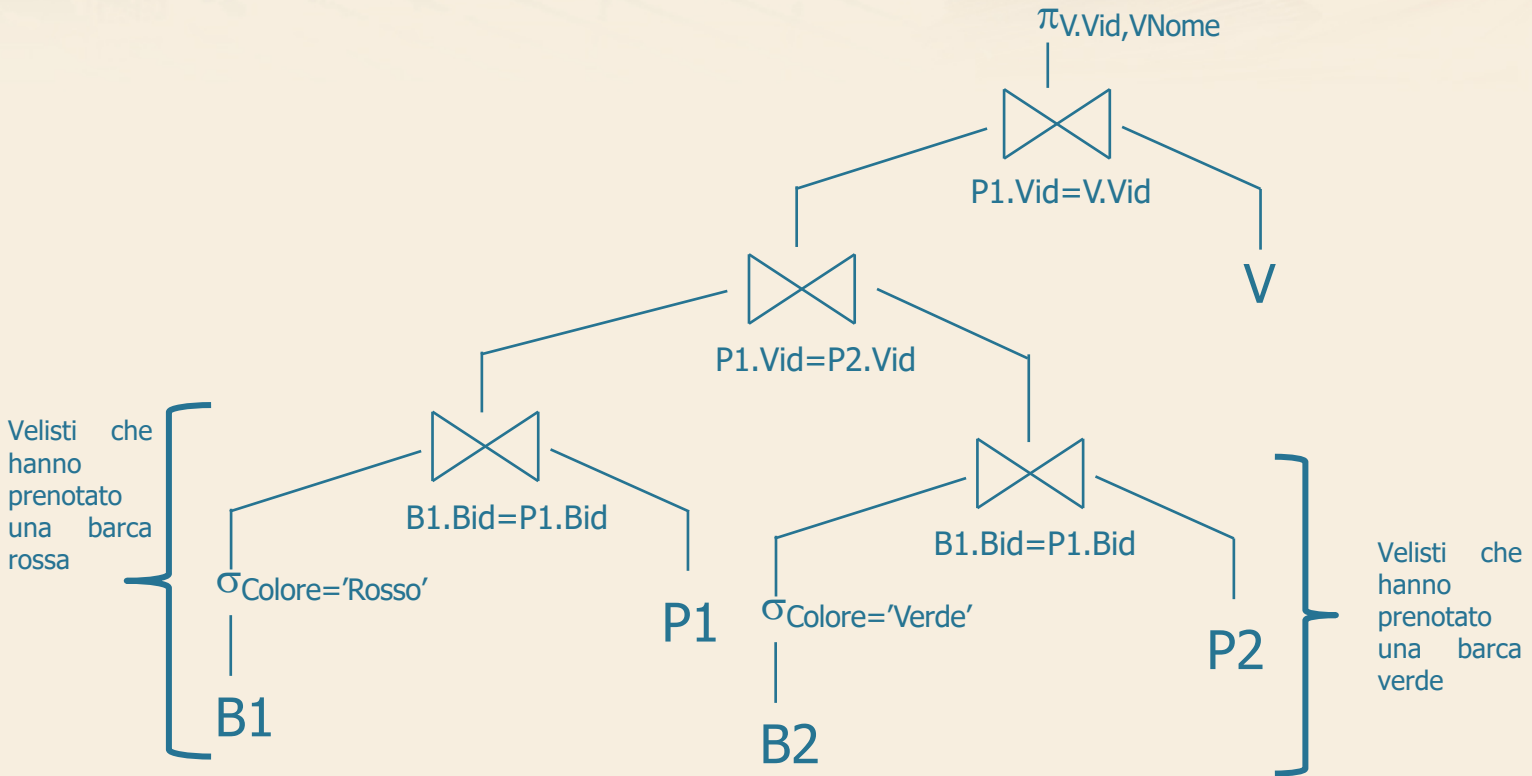 πV.Vid,VNome
P1.Vid=V.Vid
V
P1.Vid=P2.Vid
Velisti che
hanno
prenotato
una barca
rossa
B1.Bid=P1.Bid
σColore='Rosso'
P1
B1
B1.Bid=P1.Bid
σColore='Verde'
P2
B2
Velisti che
hanno
prenotato
una barca
verde